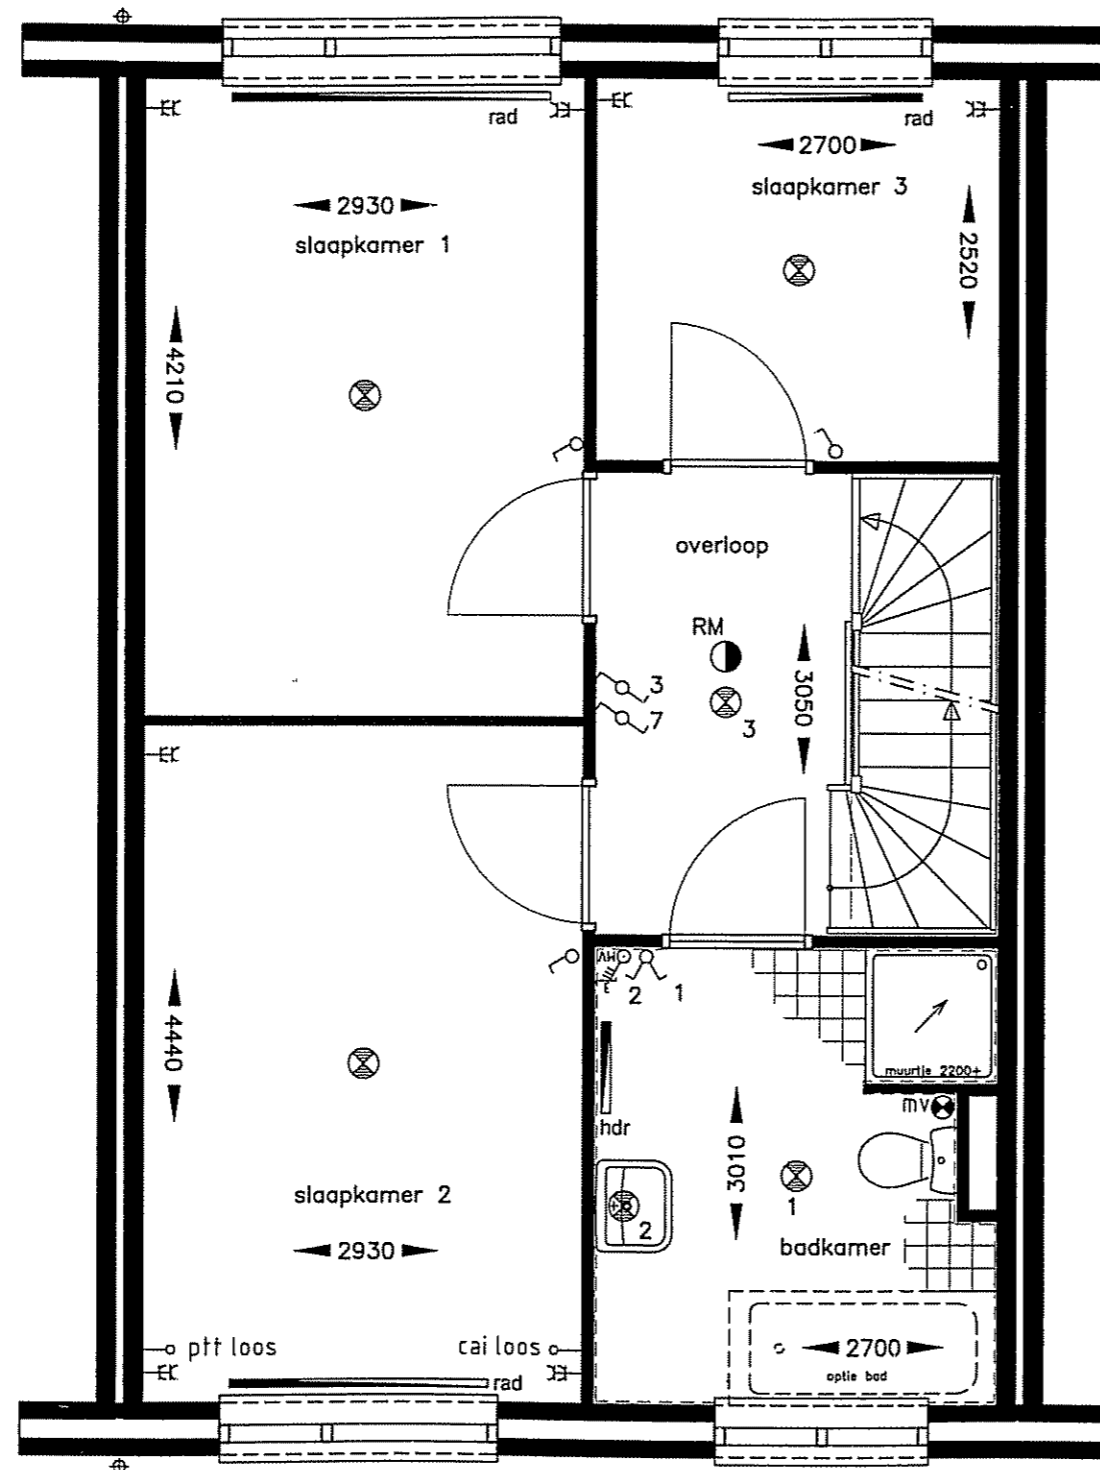 rad
rad
2700
slaapkamer 3
2930
slaapkamer 1
2520
4210
overloop
RM
3
7
3
3050
4440
MV
3
2
1
muurtje 2200+
mv
hdr
3010
1
2
slaapkamer 2
2930
badkamer
ptt loos
cai loos
2700
optie bad
rad